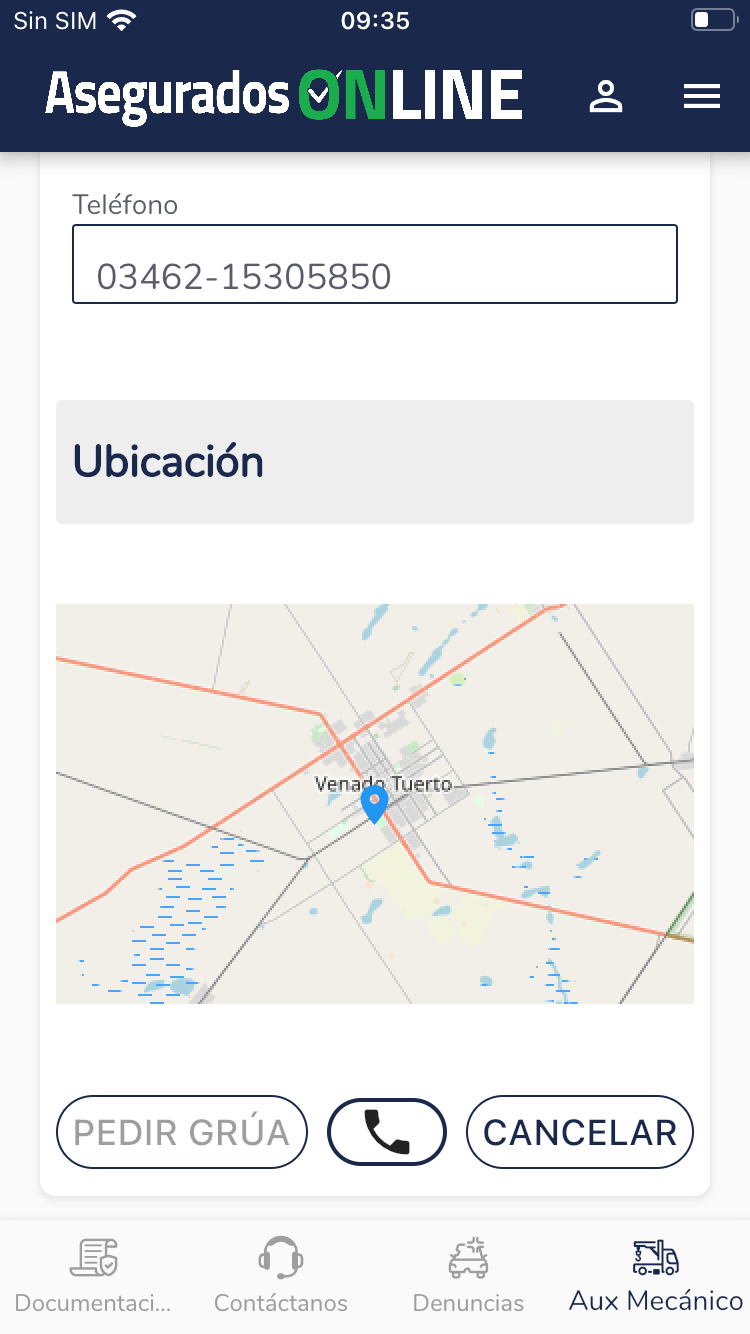 Sin SIM 09:35
Asegurados ONLINE
Teléfono
03462-15305850
Ubicación
Venado Tuerto
PEDIR GRÚA CANCELAR
Documentaci... Contáctanos Denuncias Aux Mecánico